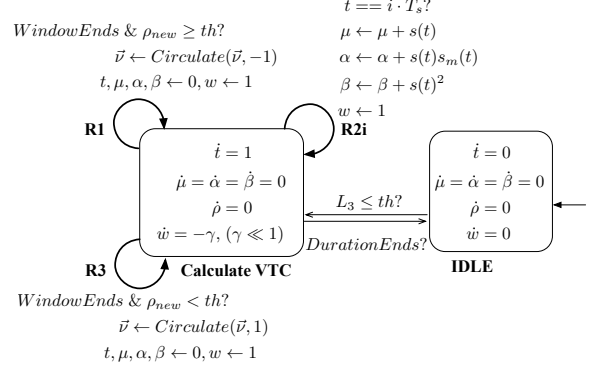 t == i · T_s?
WindowEnds & ρ_new ≥ th?
μ ← μ + s(t)
ν⃗ ← Circulate(ν⃗, −1)
α ← α + s(t)s_m(t)
t, μ, α, β ← 0, w ← 1
β ← β + s(t)²
w ← 1
R1
R2i
ṫ = 1
μ̇ = α̇ = β̇ = 0
ρ̇ = 0
ẇ = −γ, (γ ≪ 1)
L₃ ≤ th?
DurationEnds?
ṫ = 0
μ̇ = α̇ = β̇ = 0
ρ̇ = 0
ẇ = 0
R3
Calculate VTC
IDLE
WindowEnds & ρ_new < th?
ν⃗ ← Circulate(ν⃗, 1)
t, μ, α, β ← 0, w ← 1